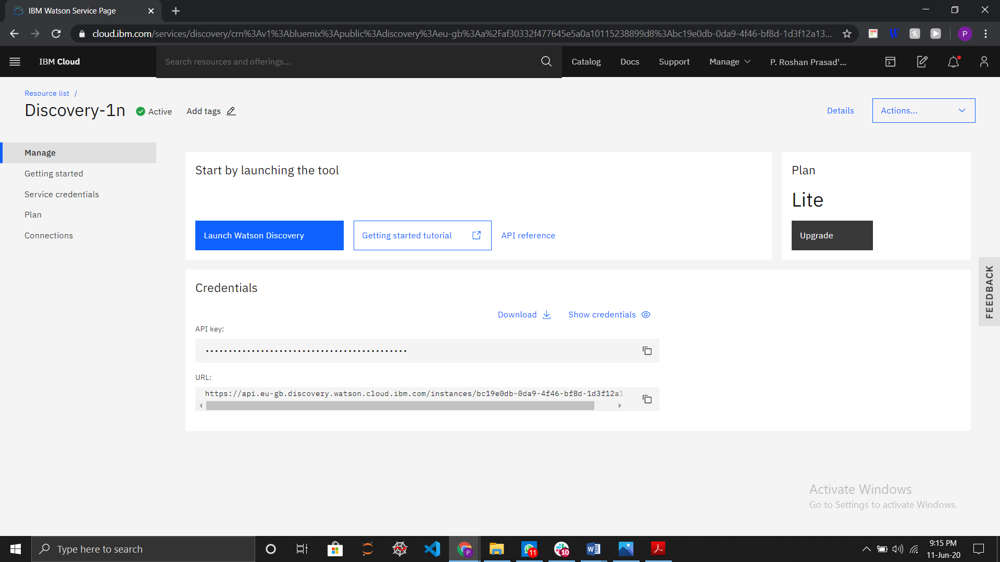 IBM Watson Service Page
cloud.ibm.com/services/discovery/crn%3Av1%3Abluemix%3Apublic%3Adiscovery%3Aeu-gb%3Aa%2Faf30332f477645e5a0a10115238899d8%3Abc19e0db-0da9-4f46-bf8d-1d3f12a13...
P
IBM Cloud
Search resources and offerings...
Catalog
Docs
Support
Manage
P. Roshan Prasad'...
Resource list /
Discovery-1n
Active
Add tags
Details
Actions...
Manage
Getting started
Service credentials
Plan
Connections
Start by launching the tool
Launch Watson Discovery
Getting started tutorial
API reference
Plan
Lite
Upgrade
FEEDBACK
Credentials
Download
Show credentials
API key:
••••••••••••••••••••••••••••••••••••••••••••
URL:
https://api.eu-gb.discovery.watson.cloud.ibm.com/instances/bc19e0db-0da9-4f46-bf8d-1d3f12a1
Activate Windows
Go to Settings to activate Windows.
Type here to search
P
11
10
9:15 PM
11-Jun-20